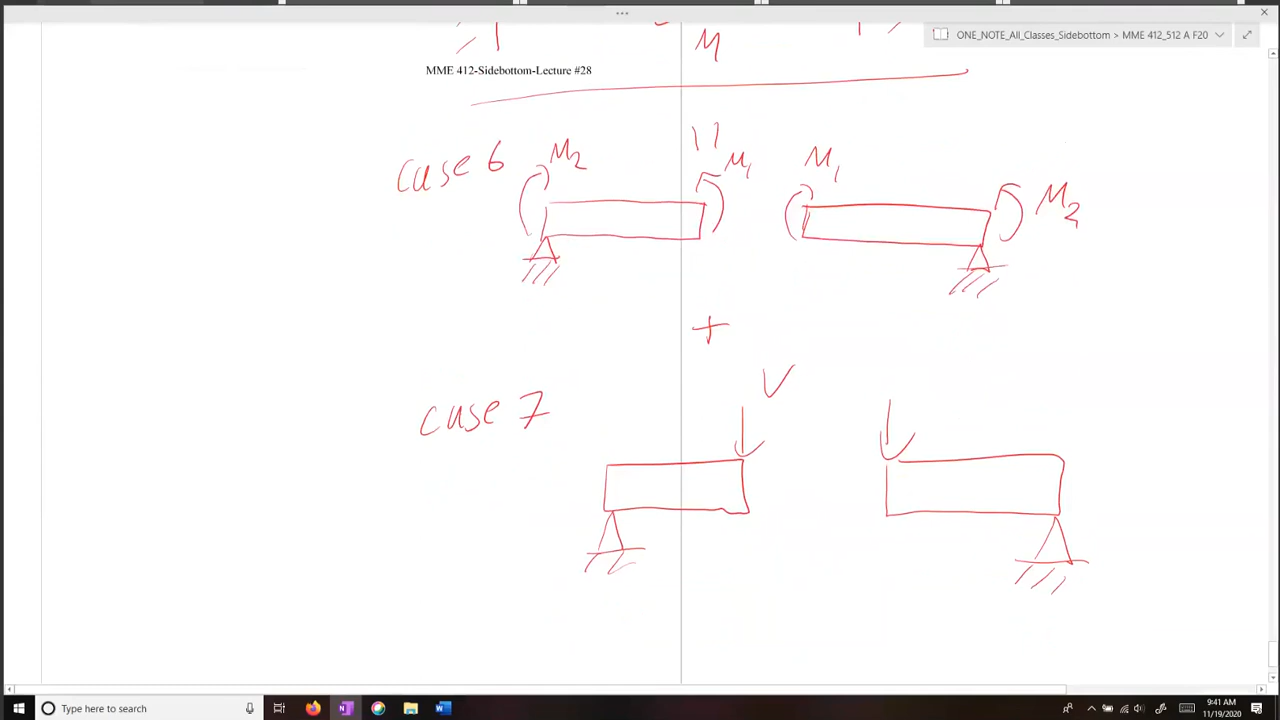 ONE_NOTE_All_Classes_Sidebottom > MME 412_512 A F20
M
MME 412-Sidebottom-Lecture #28
case 6
M2
M1
M1
M2
+
V
case 7
Type here to search
9:41 AM
11/19/2020